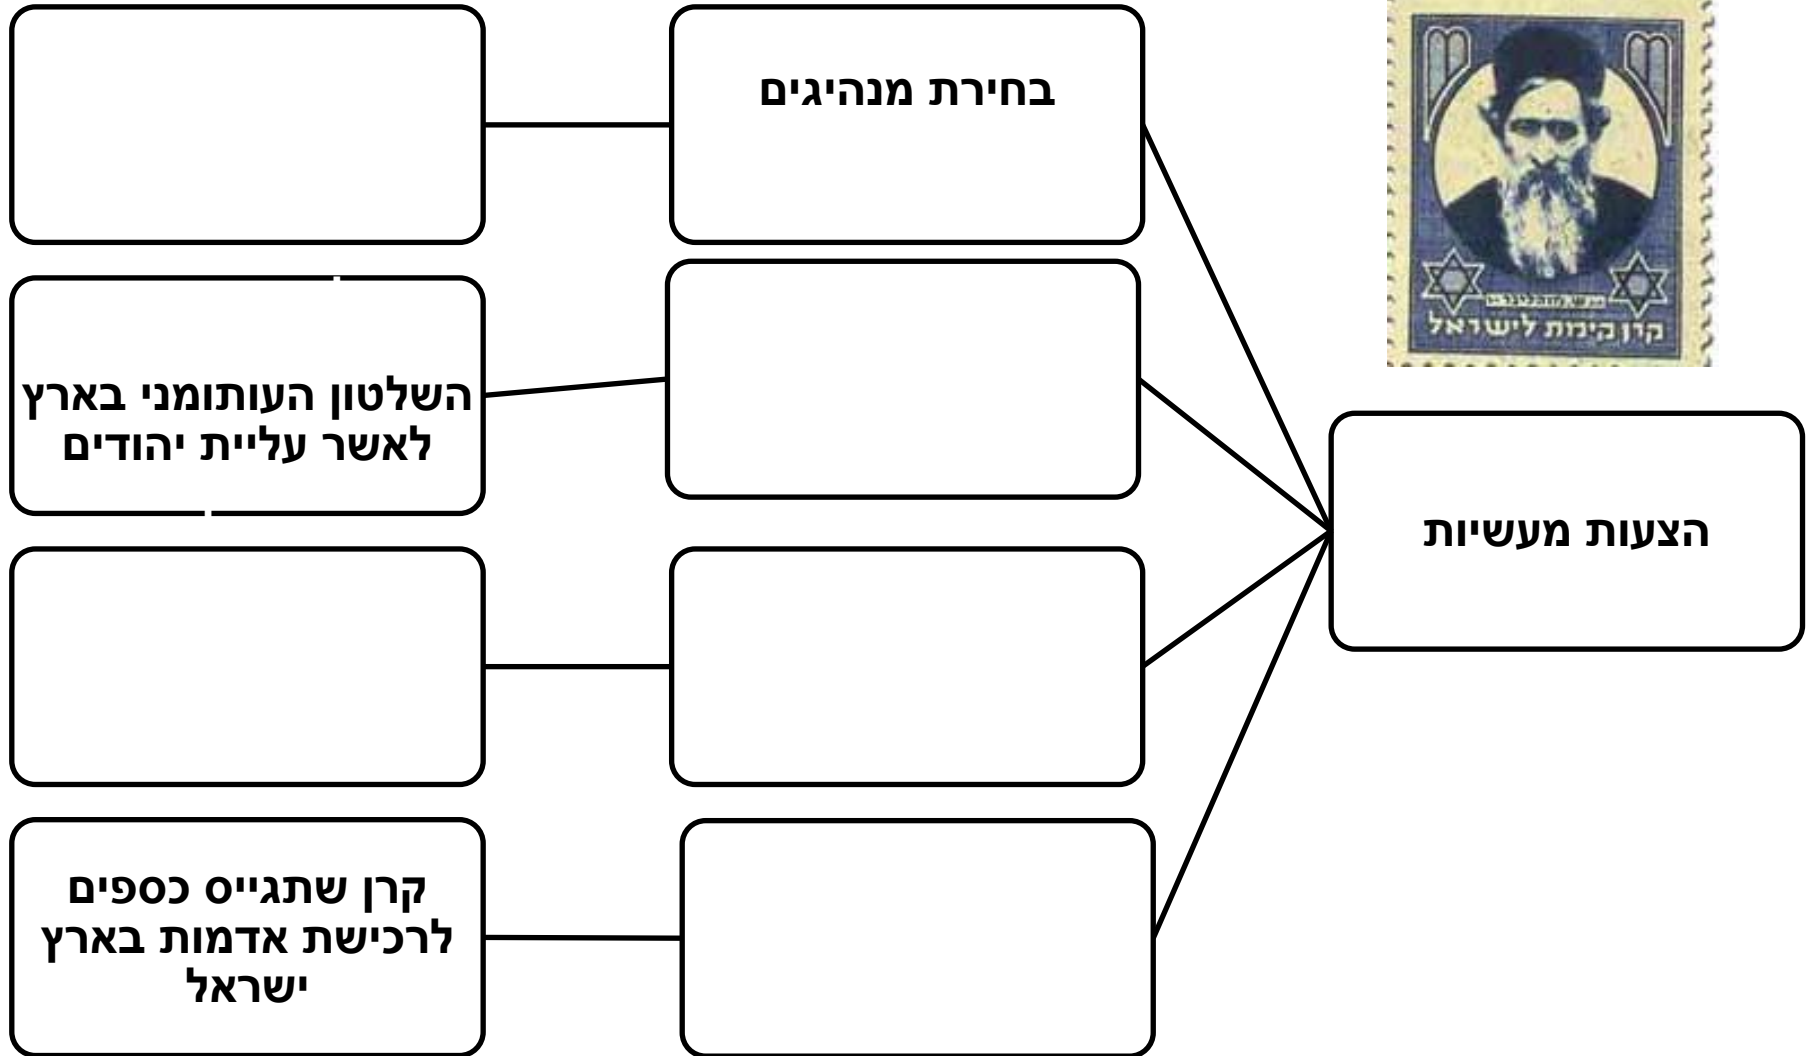 בחירת מנהיגים
השלטון העותומני בארץ
לאשר עליית יהודים
קרן שתגייס כספים
לרכישת אדמות בארץ
ישראל
הצעות מעשיות
ש. מוהליבר
קרן קימת לישראל